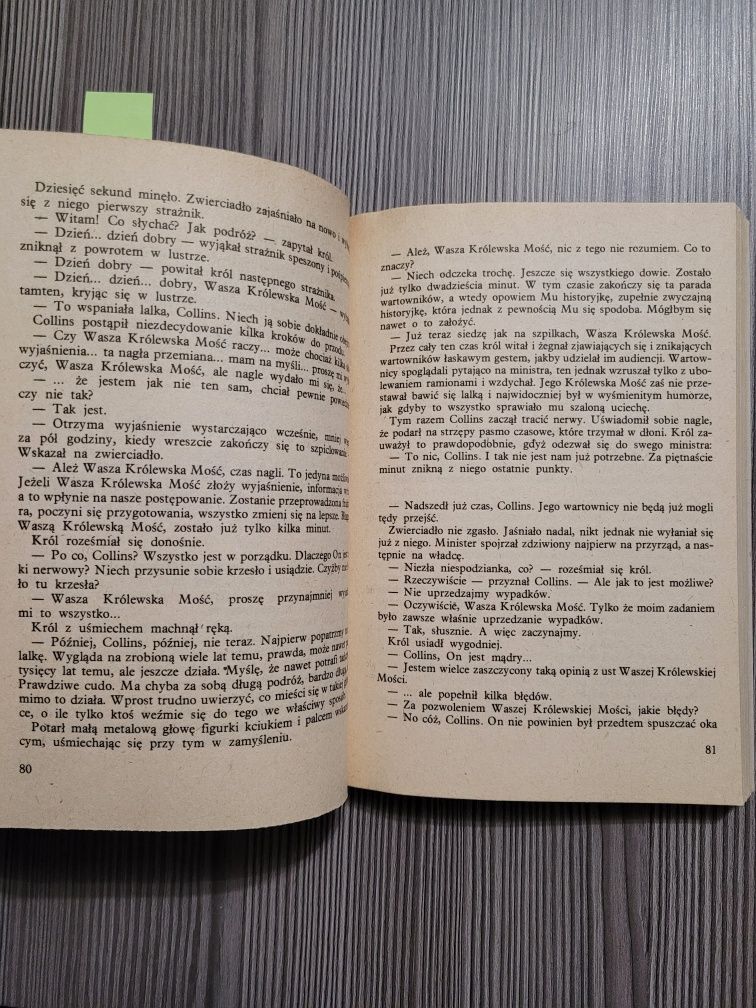 Dziesięć sekund minęło. Zwierciadło zajaśniało na nowo i
się z niego pierwszy strażnik.
— Witam! Co słychać? Jak podróż? — zapytał król.
— Dzień... dzień dobry — wyjąkał strażnik speszony i
zniknął z powrotem w lustrze.
— Dzień dobry — powitał król następnego strażnika.
— Dzień... dzień... dobry, Wasza Królewska Mość —
tamten, kryjąc się w lustrze.
— To wspaniała lalka, Collins. Niech ją sobie dokładnie
Collins postąpił niezdecydowanie kilka kroków do przodu.
— Czy Wasza Królewska Mość raczy... może chociaż kilka
wyjaśnienia... ta nagła przemiana... mam na myśli... proszę
czyć, Wasza Królewska Mość, ale nagle wydało mi się, że...
— ... że jestem jak nie ten sam, chciał pewnie
czy nie tak?
— Tak jest.
— Otrzyma wyjaśnienie wystarczająco wcześnie, mniej
za pół godziny, kiedy wreszcie zakończy się to szpiclowanie.
Wskazał na zwierciadło.
— Ależ Wasza Królewska Mość, czas nagli. To jedyna
Jeżeli Wasza Królewska Mość złoży wyjaśnienie, informacja
a to wpłynie na nasze postępowanie. Zostanie przeprowadzona
ra, poczyni się przygotowania, wszystko zmieni się na lepsze.
Waszą Królewską Mość, zostało już tylko kilka minut.
Król roześmiał się donośnie.
— Po co, Collins? Wszystko jest w porządku. Dlaczego On jest
ki nerwowy? Niech przysunie sobie krzesło i usiądzie. Czyżby
ło tu krzesła?
— Wasza Królewska Mość, proszę przynajmniej
mi to wszystko...
Król z uśmiechem machnął ręką.
— Później, Collins, później, nie teraz. Najpierw popatrzmy
lalkę. Wygląda na zrobioną wiele lat temu, prawda, może nawet
tysięcy lat temu, ale jeszcze działa. Myślę, że nawet potrafi
Prawdziwe cudo. Ma chyba za sobą długą podróż, bardzo długą
mimo to działa. Wprost trudno uwierzyć, co mieści się w takiej
ce, o ile tylko ktoś weźmie się do tego we właściwy sposób.
Potarł małą metalową głowę figurki kciukiem i palcem
cym, uśmiechając się przy tym w zamyśleniu.
80
— Ależ, Wasza Królewska Mość, nic z tego nie rozumiem. Co to
znaczy?
— Niech odczeka trochę. Jeszcze się wszystkiego dowie. Zostało
już tylko dwadzieścia minut. W tym czasie zakończy się ta parada
wartowników, a wtedy opowiem Mu historyjkę, zupełnie zwyczajną
historyjkę, która jednak z pewnością Mu się spodoba. Mógłbym się
nawet o to założyć.
— Już teraz siedzę jak na szpilkach, Wasza Królewska Mość.
Przez cały ten czas król witał i żegnał zjawiających się i znikających
wartowników łaskawym gestem, jakby udzielał im audiencji. Wartow-
nicy spoglądali pytająco na ministra, ten jednak wzruszał tylko z ubo-
lewaniem ramionami i wzdychał. Jego Królewska Mość zaś nie prze-
stawał bawić się lalką i najwidoczniej był w wyśmienitym humorze,
jak gdyby to wszystko sprawiało mu szaloną uciechę.
Tym razem Collins zaczął tracić nerwy. Uświadomił sobie nagle,
że podarł na strzępy pasmo czasowe, które trzymał w dłoni. Król za-
uważył to prawdopodobnie, gdyż odezwał się do swego ministra:
— To nic, Collins. I tak nie jest nam już potrzebne. Za piętnaście
minut znikną z niego ostatnie punkty.
— Nadszedł już czas, Collins. Jego wartownicy nie będą już mogli
tędy przejść.
Zwierciadło nie zgasło. Jaśniało nadal, nikt jednak nie wyłaniał się
już z niego. Minister spojrzał zdziwiony najpierw na przyrząd, a nas-
tępnie na władcę.
— Niezła niespodzianka, co? — roześmiał się król.
— Rzeczywiście — przyznał Collins. — Ale jak to jest możliwe?
— Nie uprzedzajmy wypadków.
— Oczywiście, Wasza Królewska Mość. Tylko że moim zadaniem
było zawsze właśnie uprzedzanie wypadków.
— Tak, słusznie. A więc zaczynajmy.
Król usiadł wygodniej.
— Collins, On jest mądry...
— Jestem wielce zaszczycony taką opinią z ust Waszej Królewskiej
Mości.
— ... ale popełnił kilka błędów.
— Za pozwoleniem Waszej Królewskiej Mości, jakie błędy?
— No cóż, Collins. On nie powinien był przedtem spuszczać oka
81